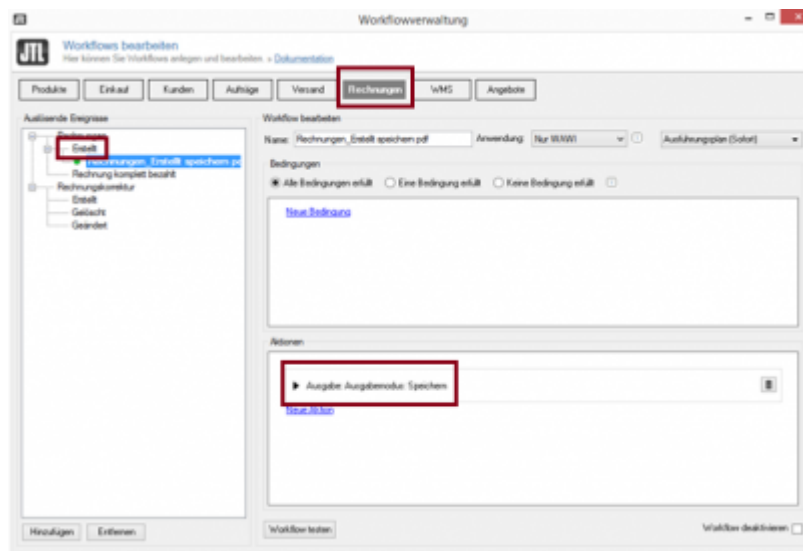 Workflowverwaltung
JTL
Workflows bearbeiten
Hier können Sie Workflows anlegen und bearbeiten. » Dokumentation
Produkte Einkauf Kunden Aufträge Versand Rechnungen WMS Angebote
Auslösende Ereignisse
Rechnungen
Erstellt
Rechnungen_Erstellt speichern pd
Rechnung komplett bezahlt
Rechnungskorrektur
Erstellt
Gelöscht
Geändert
Hinzufügen Entfernen
Workflow bearbeiten
Name: Rechnungen_Erstellt speichern pdf Anwendung: Nur WAWI Ausführungsplan (Sofort)
Bedingungen
Alle Bedingungen erfüllt Eine Bedingung erfüllt Keine Bedingung erfüllt
Neue Bedingung
Aktionen
Ausgabe: Ausgabemodus: Speichern
Neue Aktion
Workflow testen Workflow deaktivieren